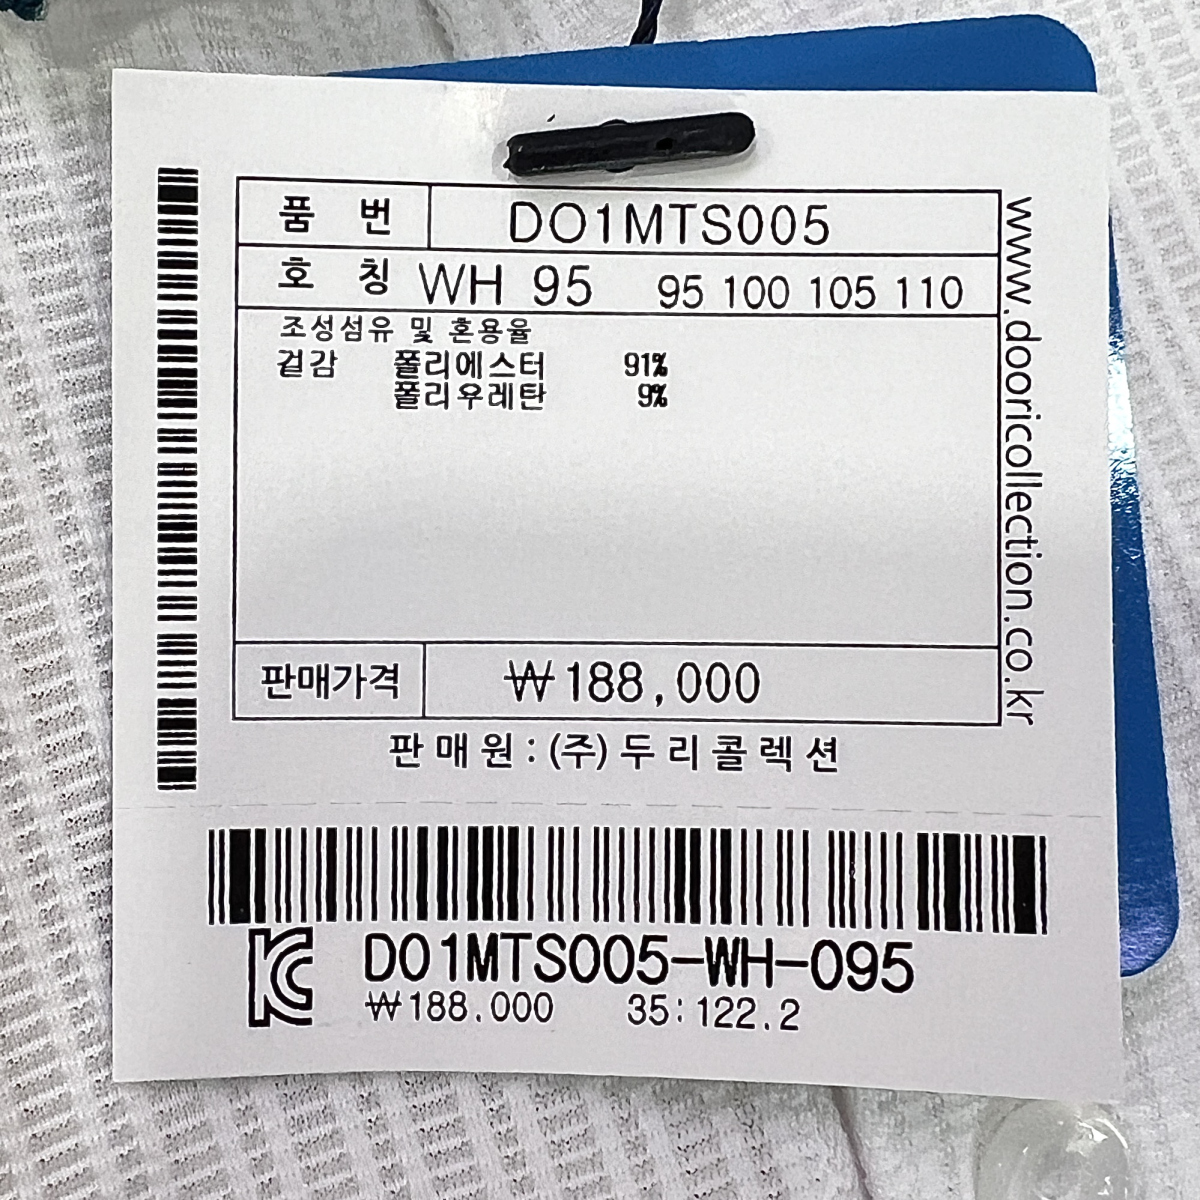 품 번 DO1MTS005
호 칭 WH 95 95 100 105 110
조성섬유 및 혼용율
겉감 폴리에스터 91%
폴리우레탄 9%
판매가격 ₩188,000
판매원 : (주)두리콜렉션
www.dooricollection.co.kr
KC DO1MTS005-WH-095
₩188.000 35:122.2